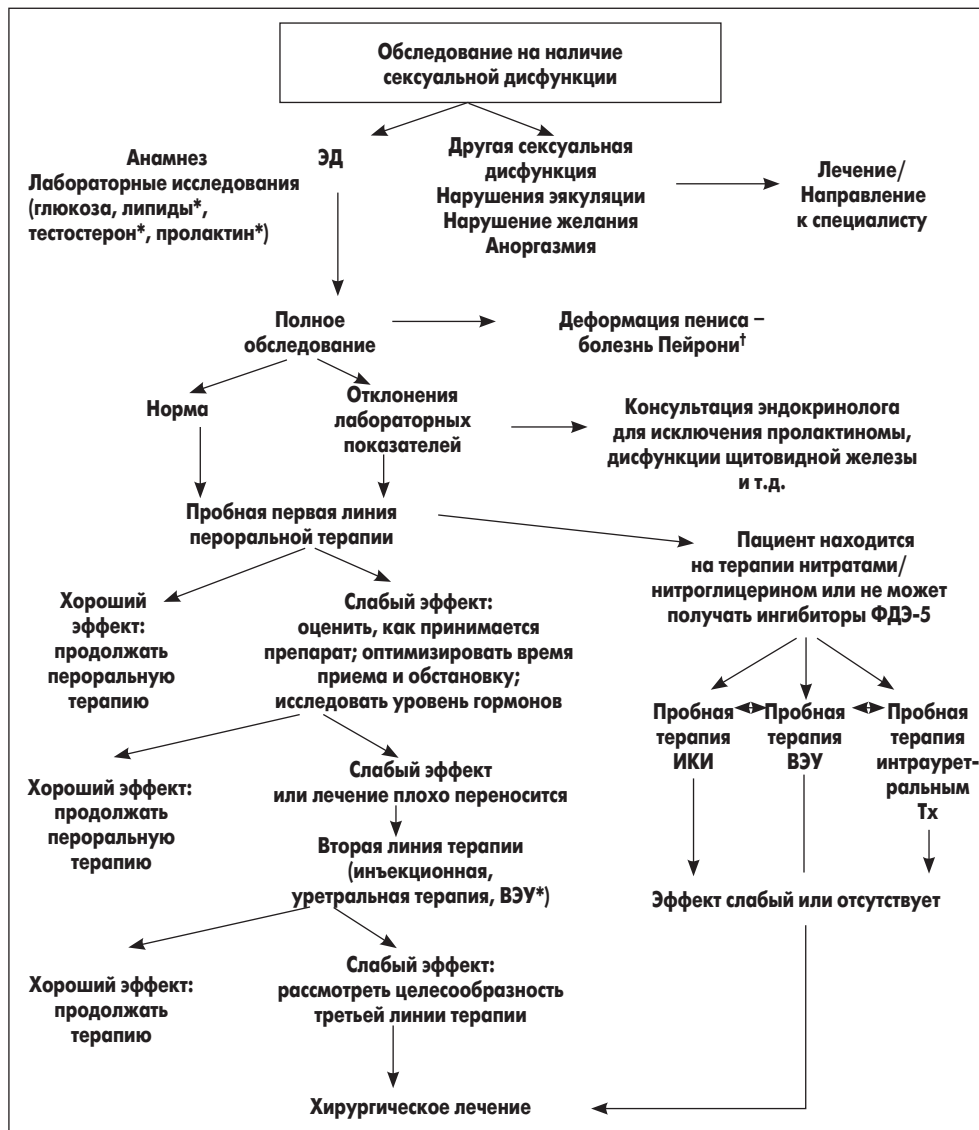 Обследование на наличие
сексуальной дисфункции
Анамнез
Лабораторные исследования
(глюкоза, липиды*,
тестостерон*, пролактин*)
ЭД
Другая сексуальная
дисфункция
Нарушения эякуляции
Нарушение желания
Аноргазмия
Лечение/
Направление
к специалисту
Полное
обследование
Деформация пениса –
болезнь Пейрони†
Норма
Отклонения
лабораторных
показателей
Консультация эндокринолога
для исключения пролактиномы,
дисфункции щитовидной железы
и т.д.
Пробная первая линия
пероральной терапии
Пациент находится
на терапии нитратами/
нитроглицерином или не может
получать ингибиторы ФДЭ-5
Хороший
эффект:
продолжать
пероральную
терапию
Слабый эффект:
оценить, как принимается
препарат; оптимизировать время
приема и обстановку;
исследовать уровень гормонов
Пробная
терапия
ИКИ
Пробная
терапия
ВЭУ
Пробная
терапия
интраурет-
ральным
Tx
Хороший эффект:
продолжать
пероральную
терапию
Слабый эффект
или лечение плохо переносится
Вторая линия терапии
(инъекционная,
уретральная терапия, ВЭУ*)
Эффект слабый или отсутствует
Хороший эффект:
продолжать
терапию
Слабый эффект:
рассмотреть целесообразность
третьей линии терапии
Хирургическое лечение